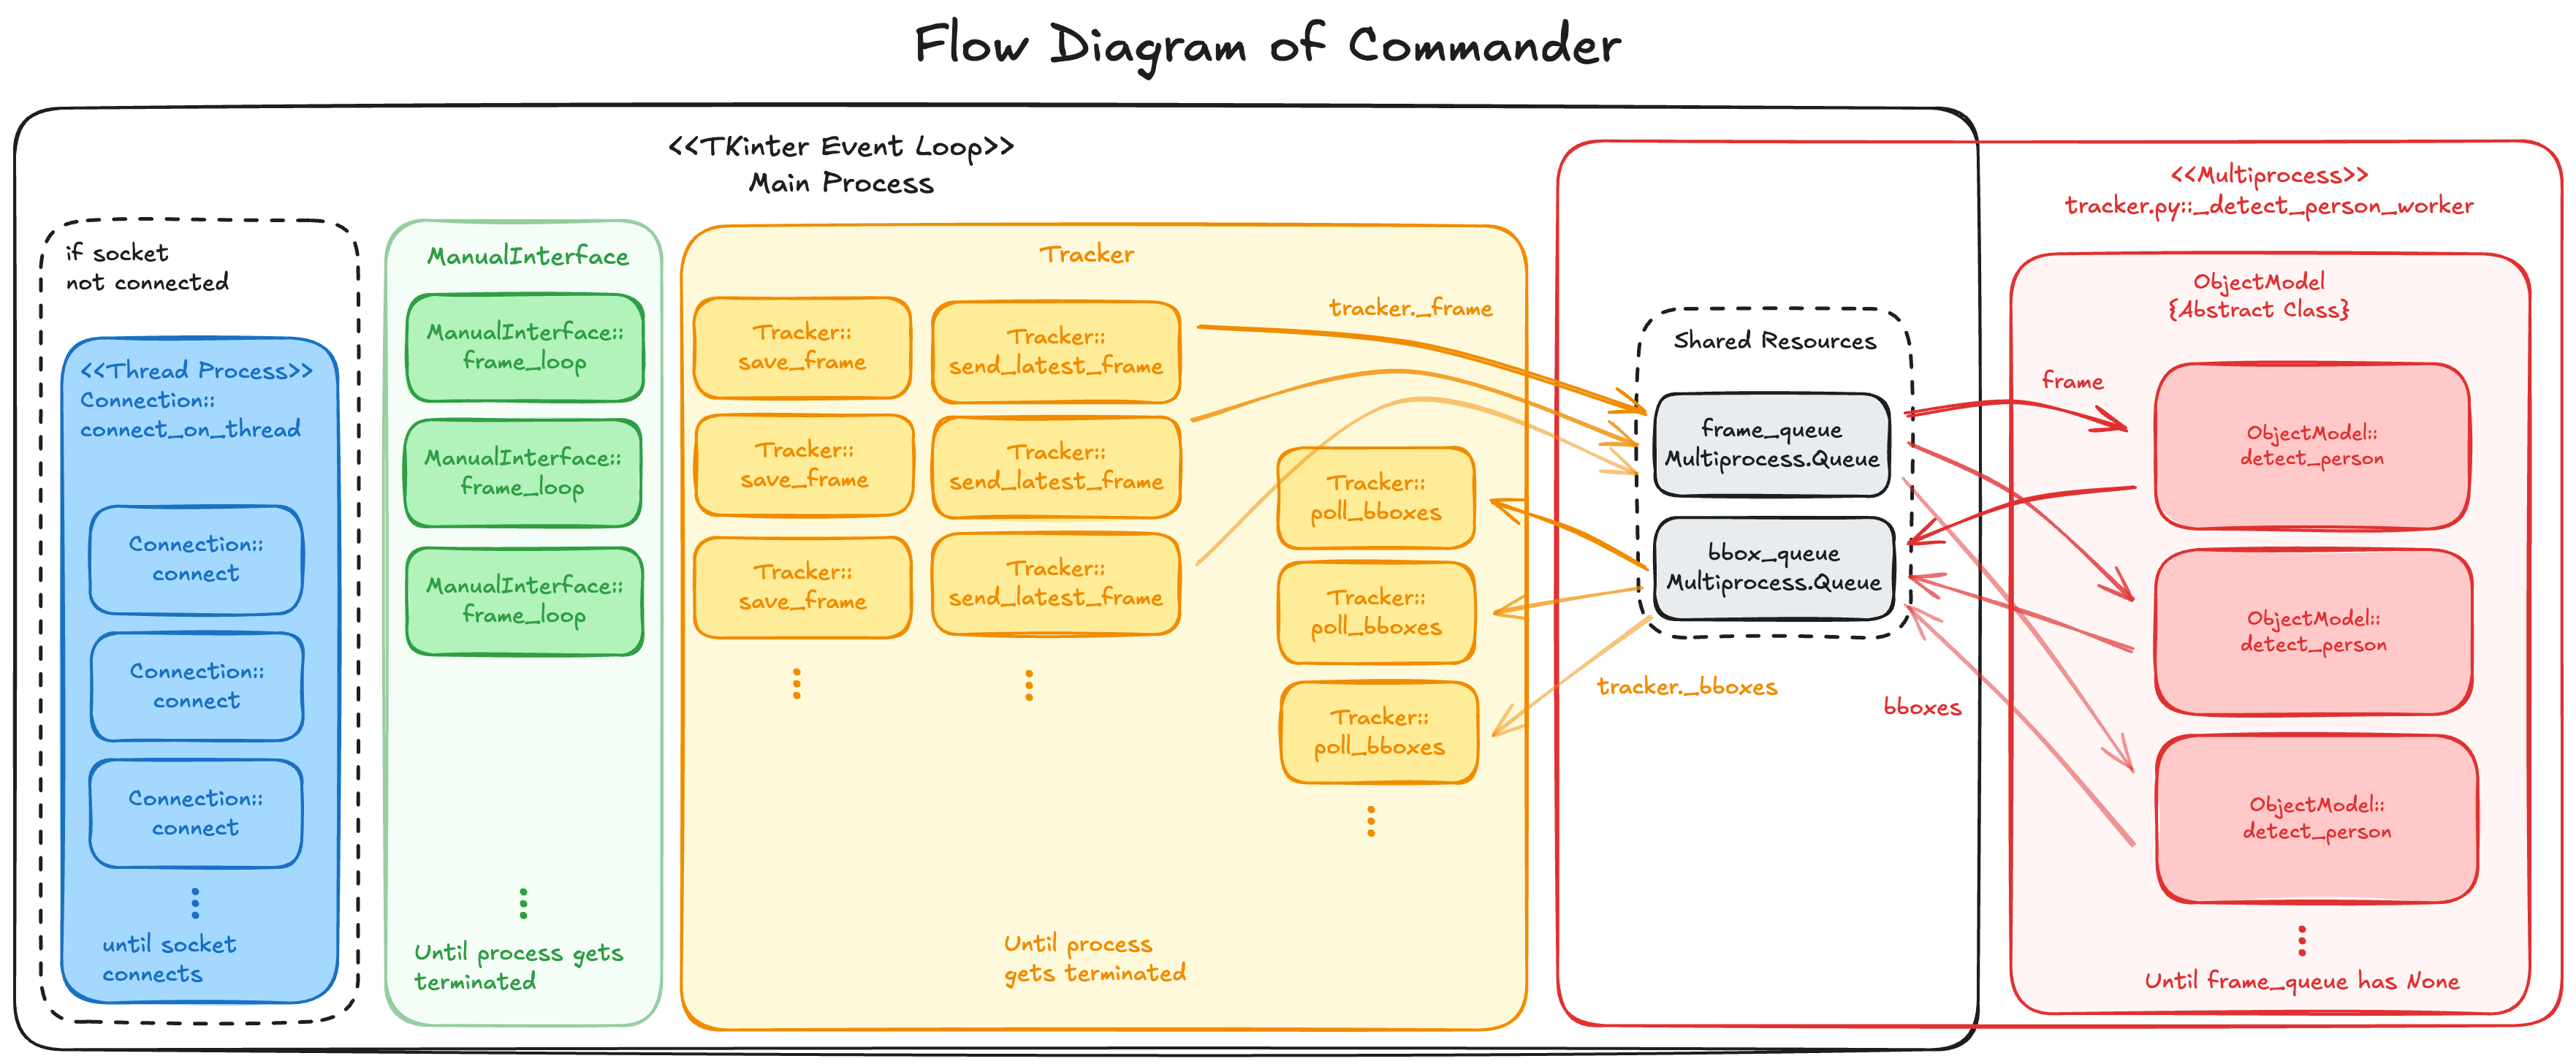 Flow Diagram of Commander
<<TKinter Event Loop>>
Main Process
if socket
not connected
<<Thread Process>>
Connection::
connect_on_thread
Connection::
connect
Connection::
connect
Connection::
connect
until socket
connects
ManualInterface
ManualInterface::
frame_loop
ManualInterface::
frame_loop
ManualInterface::
frame_loop
Until process gets
terminated
Tracker
Tracker::
save_frame
Tracker::
save_frame
Tracker::
save_frame
Tracker::
send_latest_frame
Tracker::
send_latest_frame
Tracker::
send_latest_frame
tracker._frame
Tracker::
poll_bboxes
Tracker::
poll_bboxes
Tracker::
poll_bboxes
Until process
gets terminated
Shared Resources
frame_queue
Multiprocess.Queue
bbox_queue
Multiprocess.Queue
tracker._bboxes
bboxes
<<Multiprocess>>
tracker.py::_detect_person_worker
ObjectModel
{Abstract Class}
frame
ObjectModel::
detect_person
ObjectModel::
detect_person
ObjectModel::
detect_person
Until frame_queue has None